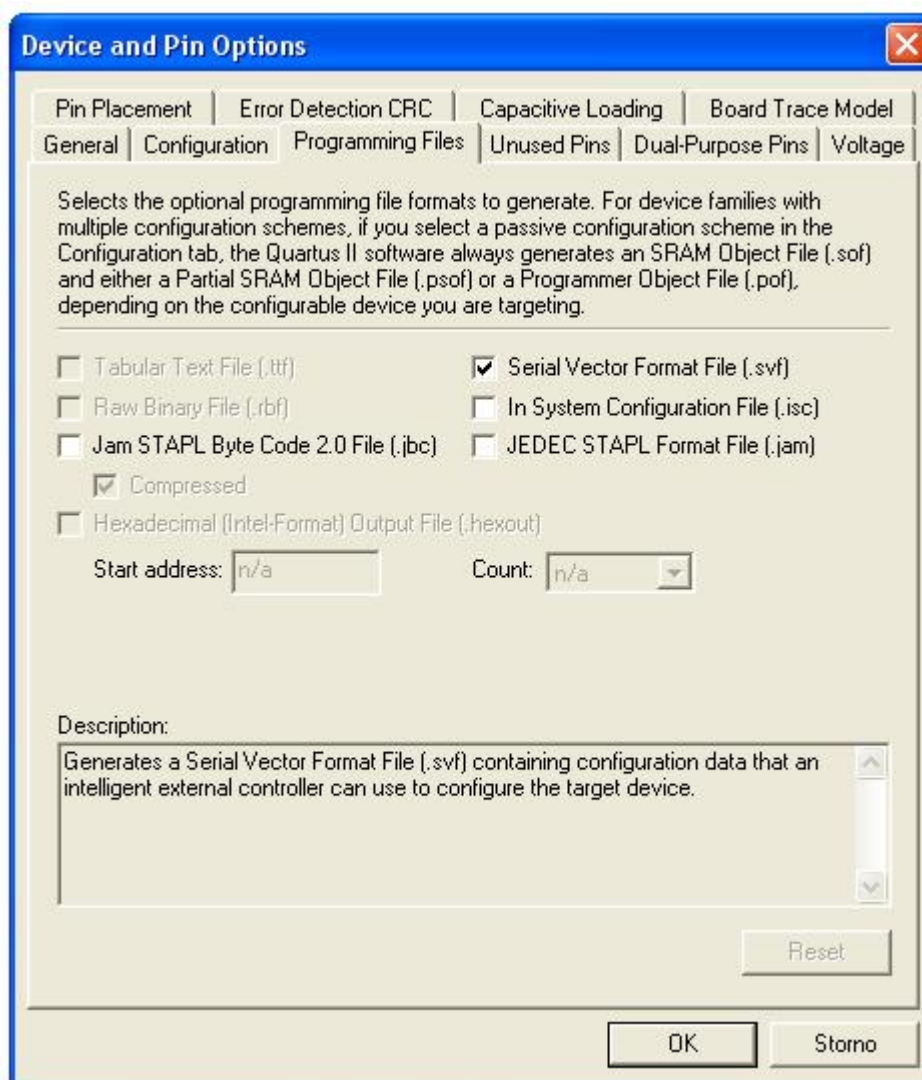 Device and Pin Options
Pin Placement Error Detection CRC Capacitive Loading Board Trace Model
General Configuration Programming Files Unused Pins Dual-Purpose Pins Voltage
Selects the optional programming file formats to generate. For device families with
multiple configuration schemes, if you select a passive configuration scheme in the
Configuration tab, the Quartus II software always generates an SRAM Object File (.sof)
and either a Partial SRAM Object File (.psof) or a Programmer Object File (.pof),
depending on the configurable device you are targeting.
Tabular Text File (.ttf) Serial Vector Format File (.svf)
Raw Binary File (.rbf) In System Configuration File (.isc)
Jam STAPL Byte Code 2.0 File (.jbc) JEDEC STAPL Format File (.jam)
Compressed
Hexadecimal (Intel-Format) Output File (.hexout)
Start address: n/a Count: n/a
Description:
Generates a Serial Vector Format File (.svf) containing configuration data that an
intelligent external controller can use to configure the target device.
Reset
OK Storno